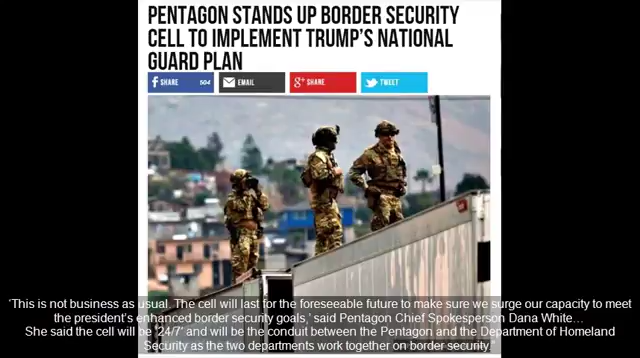 PENTAGON STANDS UP BORDER SECURITY
CELL TO IMPLEMENT TRUMP'S NATIONAL
GUARD PLAN
f SHARE 504 EMAIL g+ SHARE TWEET
'This is not business as usual. The cell will last for the foreseeable future to make sure we surge our capacity to meet
the president's enhanced border security goals,' said Pentagon Chief Spokesperson Dana White…
She said the cell will be '24/7' and will be the conduit between the Pentagon and the Department of Homeland
Security as the two departments work together on border security.